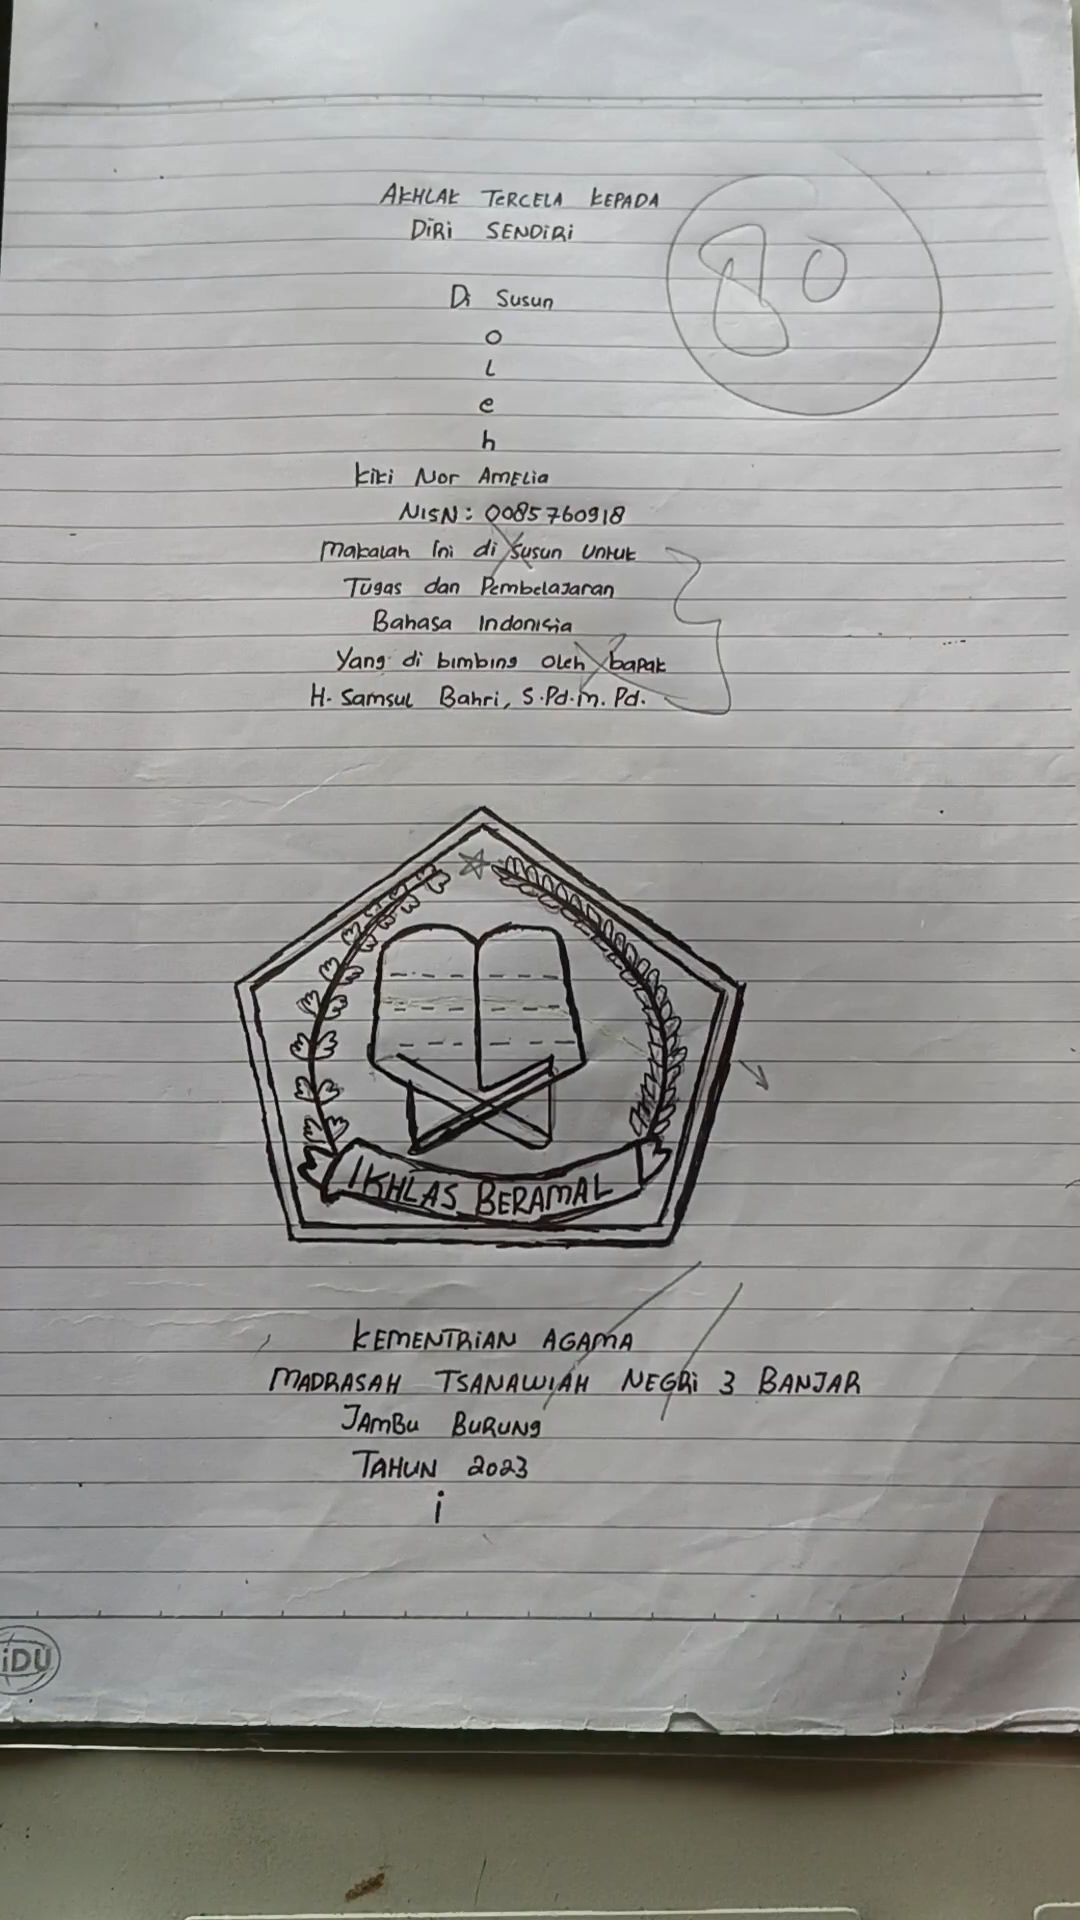 AKHLAK TERCELA KEPADA
DIRI SENDIRI
80
Di Susun
o
L
e
h
Kiki Nor AMELia
NISN: 0085760918
Makalah Ini di Susun Untuk
Tugas dan Pembelajaran
Bahasa Indonisia
Yang di bimbing oleh bapak
H. Samsul Bahri, S.Pd.m.Pd.
IKHLAS BERAMAL
KEMENTRIAN AGAMA
MADRASAH TSANAWIAH NEGRI 3 BANJAR
JAMBU BURUNG
TAHUN 2023
i
iDU